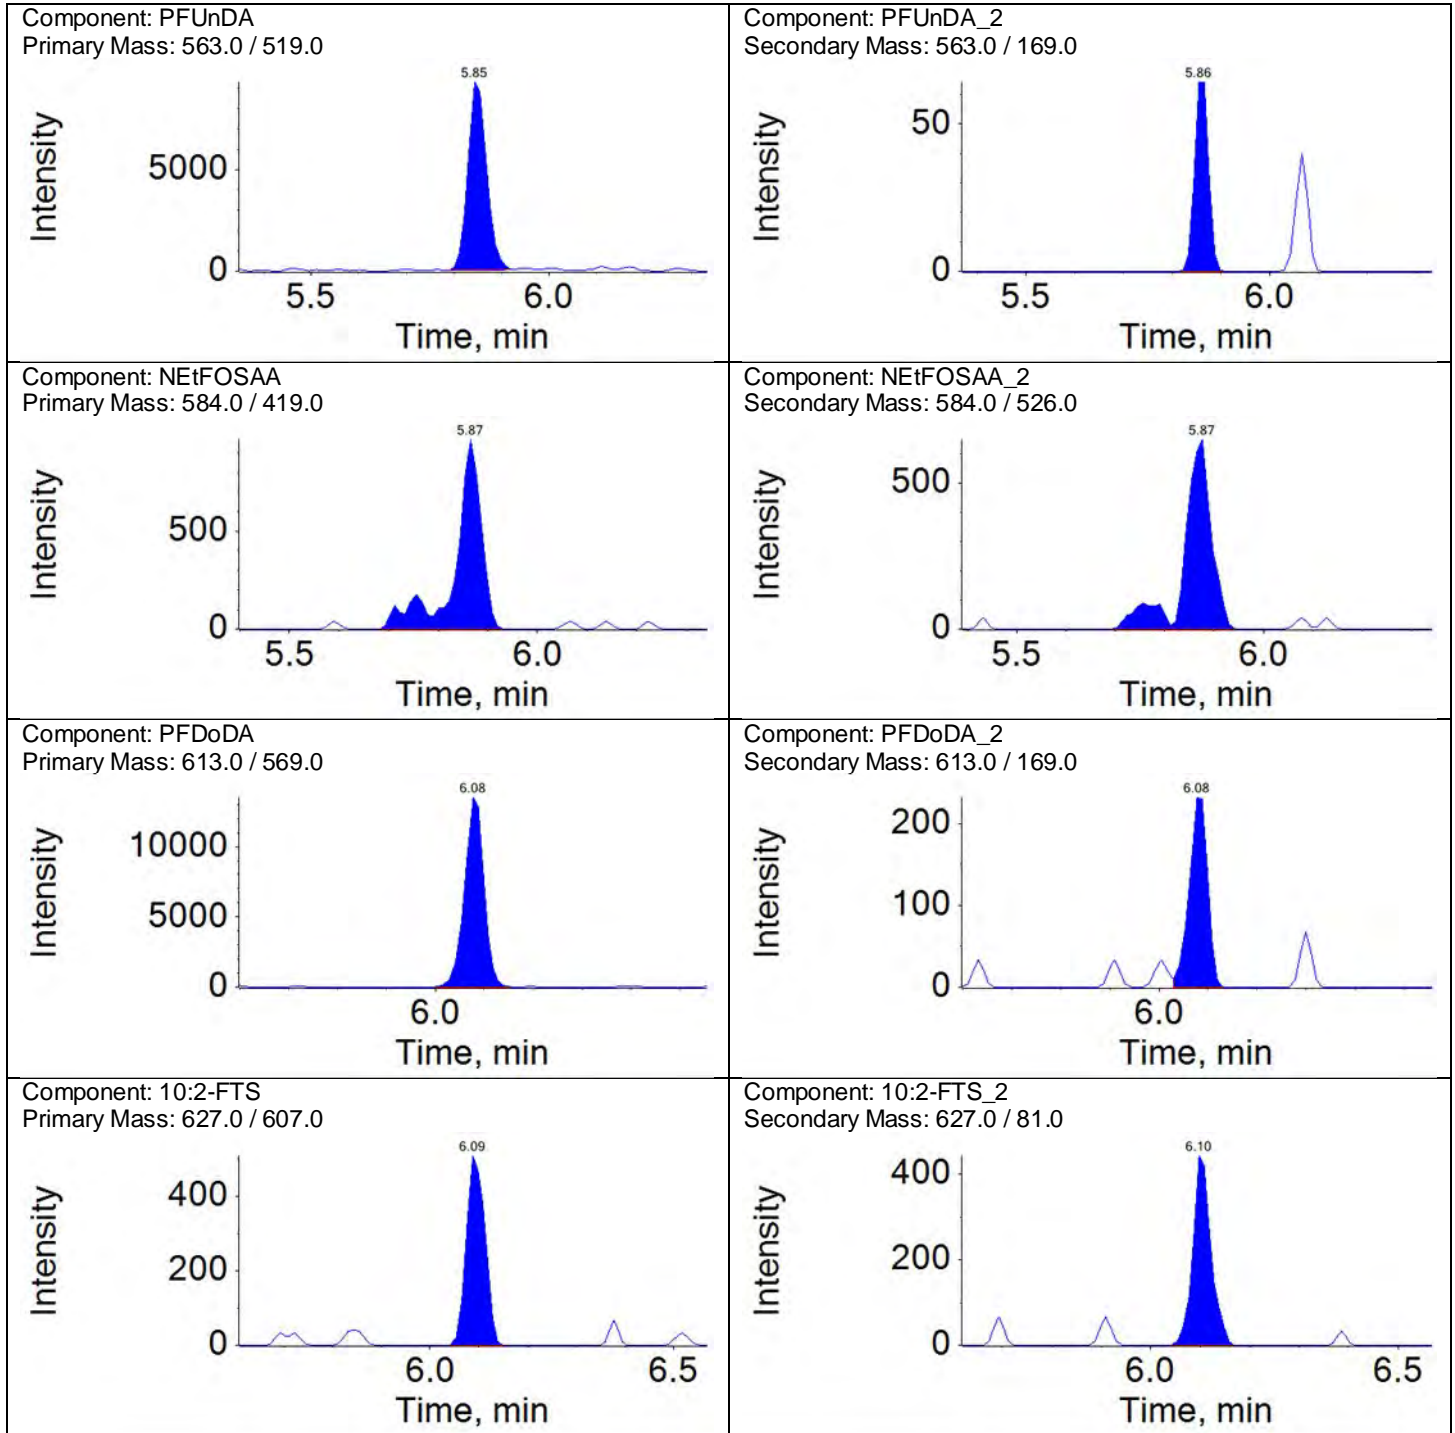 Component: PFUnDA
Primary Mass: 563.0 / 519.0
5.85
Intensity
5000
0
5.5 6.0
Time, min
Component: PFUnDA_2
Secondary Mass: 563.0 / 169.0
5.86
Intensity
50
0
5.5 6.0
Time, min
Component: NEtFOSAA
Primary Mass: 584.0 / 419.0
5.87
Intensity
500
0
5.5 6.0
Time, min
Component: NEtFOSAA_2
Secondary Mass: 584.0 / 526.0
5.87
Intensity
500
0
5.5 6.0
Time, min
Component: PFDoDA
Primary Mass: 613.0 / 569.0
6.08
Intensity
10000
5000
0
6.0
Time, min
Component: PFDoDA_2
Secondary Mass: 613.0 / 169.0
6.08
Intensity
200
100
0
6.0
Time, min
Component: 10:2-FTS
Primary Mass: 627.0 / 607.0
6.09
Intensity
400
200
0
6.0 6.5
Time, min
Component: 10:2-FTS_2
Secondary Mass: 627.0 / 81.0
6.10
Intensity
400
200
0
6.0 6.5
Time, min